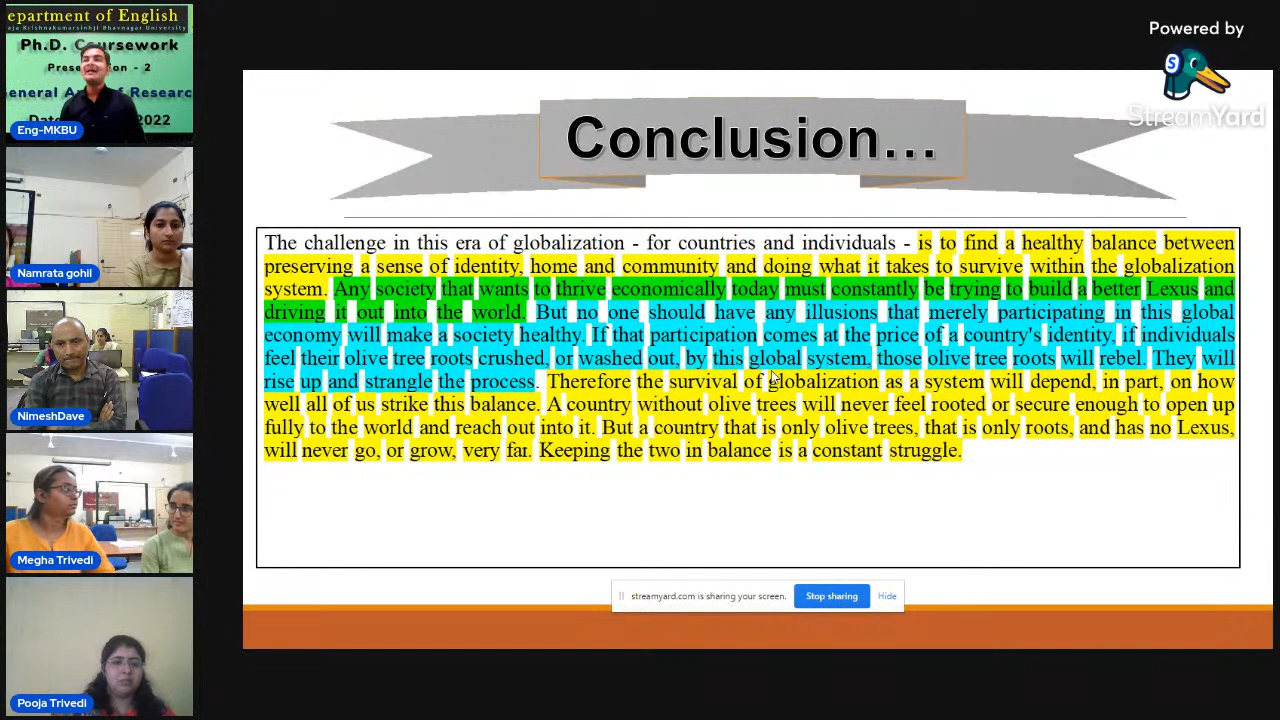 epartment of English
Krishnakumarsinhji Bhavnagar University
Ph.D. Coursework
Date
2022
Eng-MKBU
Namrata gohil
NimeshDave
Megha Trivedi
Pooja Trivedi
Powered by
StreamYard
Conclusion...
The challenge in this era of globalization - for countries and individuals - is to find a healthy balance between
preserving a sense of identity, home and community and doing what it takes to survive within the globalization
system. Any society that wants to thrive economically today must constantly be trying to build a better Lexus and
driving it out into the world. But no one should have any illusions that merely participating in this global
economy will make a society healthy. If that participation comes at the price of a country's identity, if individuals
feel their olive tree roots crushed, or washed out, by this global system, those olive tree roots will rebel. They will
rise up and strangle the process. Therefore the survival of globalization as a system will depend, in part, on how
well all of us strike this balance. A country without olive trees will never feel rooted or secure enough to open up
fully to the world and reach out into it. But a country that is only olive trees, that is only roots, and has no Lexus,
will never go, or grow, very far. Keeping the two in balance is a constant struggle.
streamyard.com is sharing your screen.
Stop sharing
Hide